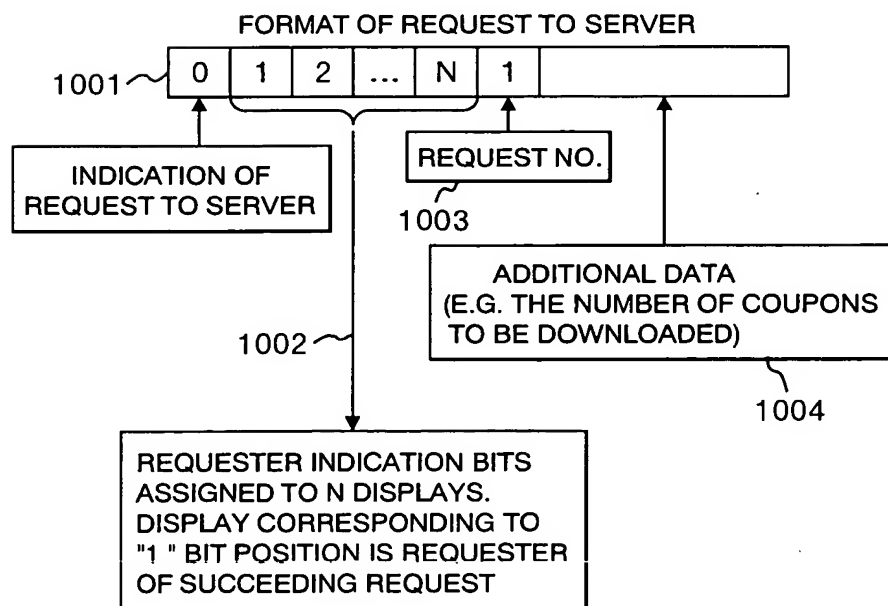 FORMAT OF REQUEST TO SERVER
1001 0 1 2 ... N 1
INDICATION OF
REQUEST TO SERVER
REQUEST NO.
1003
ADDITIONAL DATA
(E.G. THE NUMBER OF COUPONS
TO BE DOWNLOADED)
1002
1004
REQUESTER INDICATION BITS
ASSIGNED TO N DISPLAYS.
DISPLAY CORRESPONDING TO
"1 " BIT POSITION IS REQUESTER
OF SUCCEEDING REQUEST